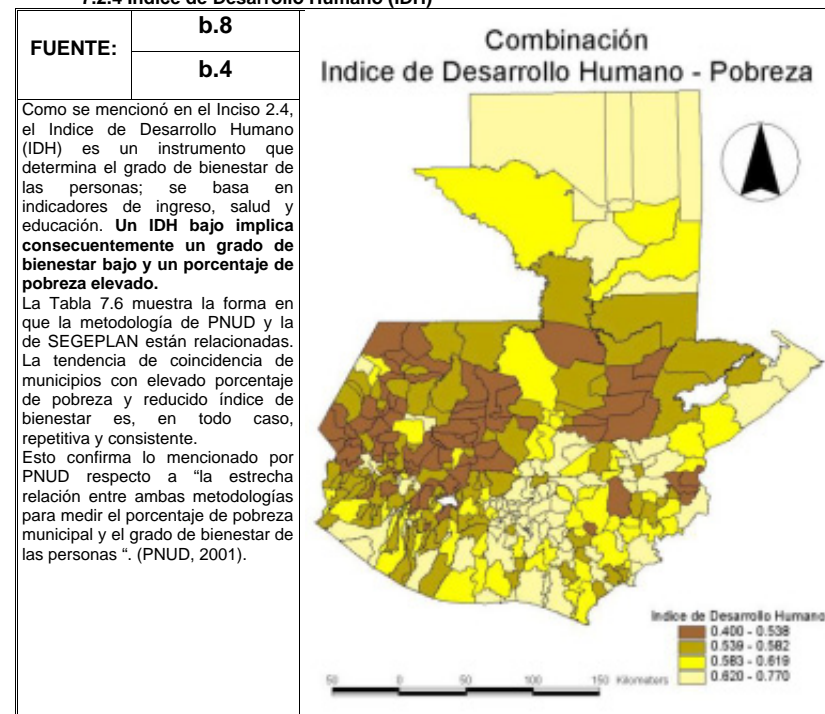 7.2.4 Indice de Desarrollo Humano (IDH)
FUENTE:
b.8
b.4
Como se mencionó en el Inciso 2.4,
el Indice de Desarrollo Humano
(IDH) es un instrumento que
determina el grado de bienestar de
las personas; se basa en
indicadores de ingreso, salud y
educación. Un IDH bajo implica
consecuentemente un grado de
bienestar bajo y un porcentaje de
pobreza elevado.
La Tabla 7.6 muestra la forma en
que la metodología de PNUD y la
de SEGEPLAN están relacionadas.
La tendencia de coincidencia de
municipios con elevado porcentaje
de pobreza y reducido índice de
bienestar es, en todo caso,
repetitiva y consistente.
Esto confirma lo mencionado por
PNUD respecto a “la estrecha
relación entre ambas metodologías
para medir el porcentaje de pobreza
municipal y el grado de bienestar de
las personas “. (PNUD, 2001).
Combinación
Indice de Desarrollo Humano - Pobreza
Indice de Desarrollo Humano
0.400 - 0.538
0.539 - 0.582
0.583 - 0.619
0.620 - 0.770
50 0 50 100 150 Kilometers